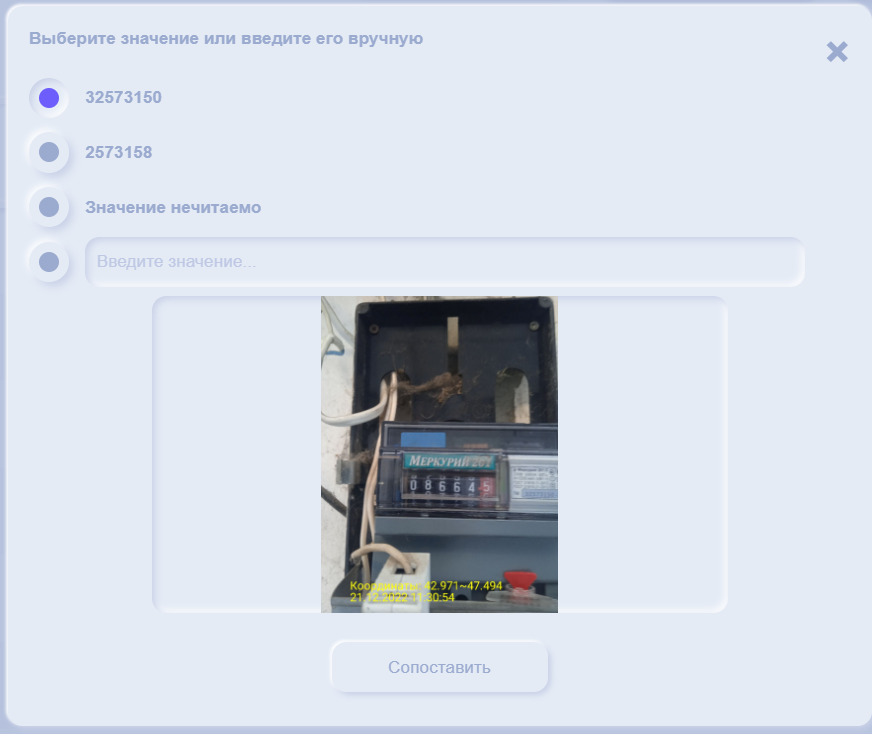 Выберите значение или введите его вручную
32573150
2573158
Значение нечитаемо
Введите значение...
МЕРКУРИЙ 201
086645
Координаты: 42.971~47.494
21.12.2022 11:30:54
Сопоставить